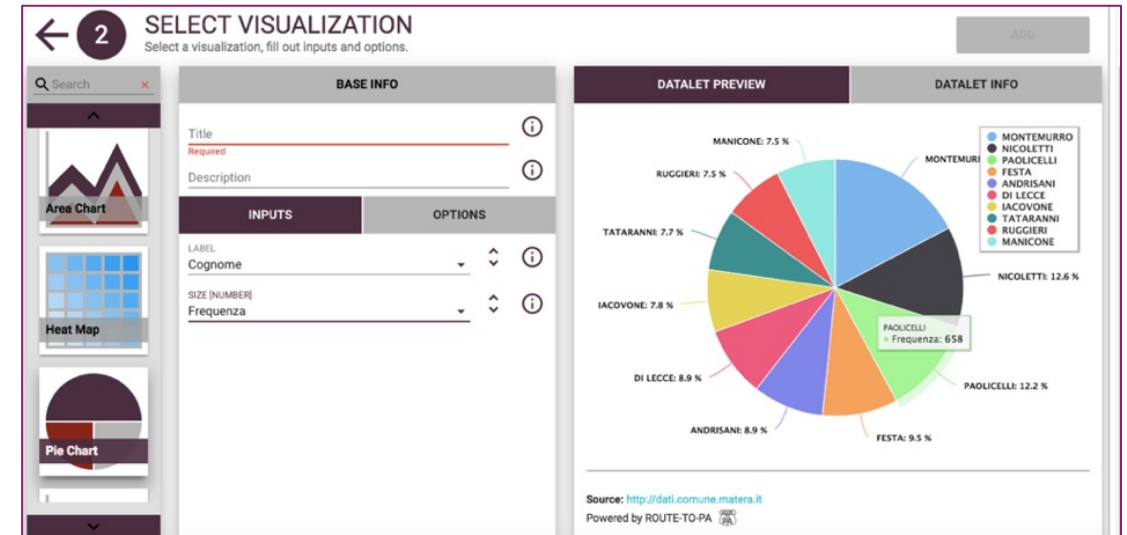 2
SELECT VISUALIZATION
Select a visualization, fill out inputs and options.
ADD
Search
Area Chart
Heat Map
Pie Chart
BASE INFO
Title
Required
Description
INPUTS
OPTIONS
LABEL
Cognome
SIZE [NUMBER]
Frequenza
DATALET PREVIEW
DATALET INFO
MANICONE: 7.5 %
RUGGIERI: 7.5 %
TATARANNI: 7.7 %
IACOVONE: 7.8 %
DI LECCE: 8.9 %
ANDRISANI: 8.9 %
FESTA: 9.5 %
PAOLICELLI: 12.2 %
NICOLETTI: 12.6 %
MONTEMUR
MONTEMURRO
NICOLETTI
PAOLICELLI
FESTA
ANDRISANI
DI LECCE
IACOVONE
TATARANNI
RUGGIERI
MANICONE
PAOLICELLI
Frequenza: 658
Source: http://dati.comune.matera.it
Powered by ROUTE-TO-PA